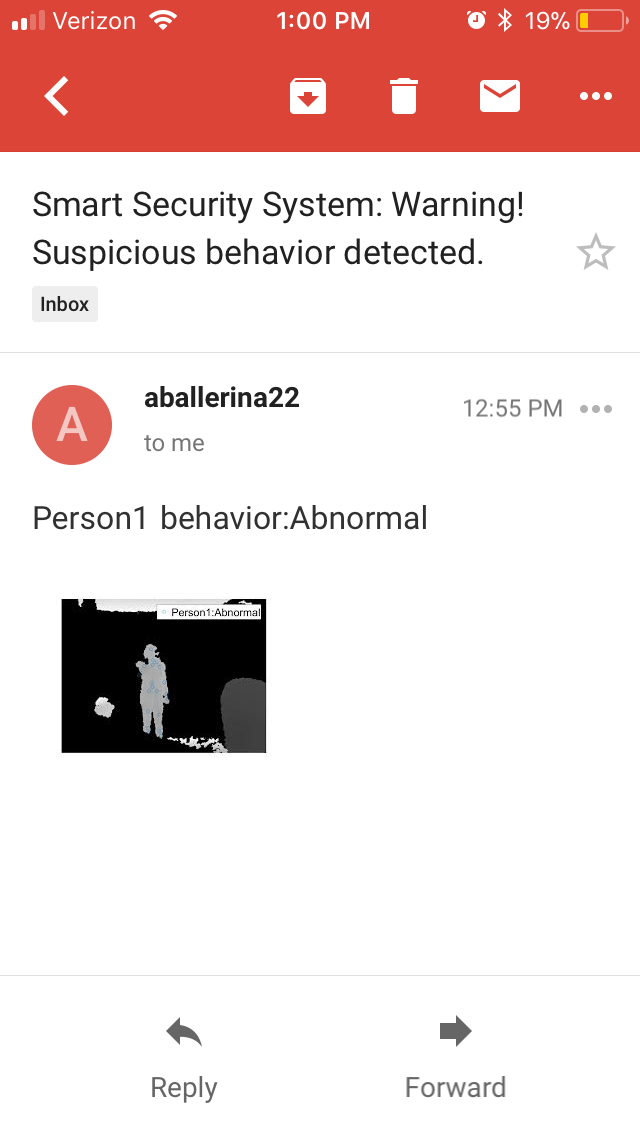 Verizon 1:00 PM 19%
Smart Security System: Warning!
Suspicious behavior detected.
Inbox
A
aballerina22
12:55 PM
to me
Person1 behavior:Abnormal
Person1:Abnormal
Reply Forward